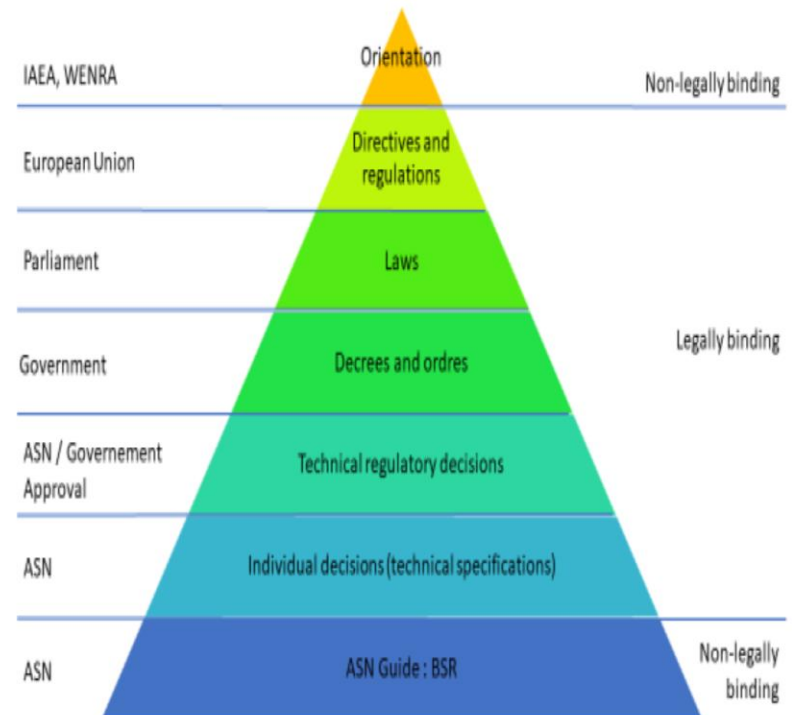 Orientation
IAEA, WENRA
Non-legally binding
Directives and
regulations
European Union
Parliament
Laws
Legally binding
Government
Decrees and ordres
ASN / Governement
Approval
Technical regulatory decisions
ASN
Individual decisions (technical specifications)
ASN
ASN Guide : BSR
Non-legally
binding